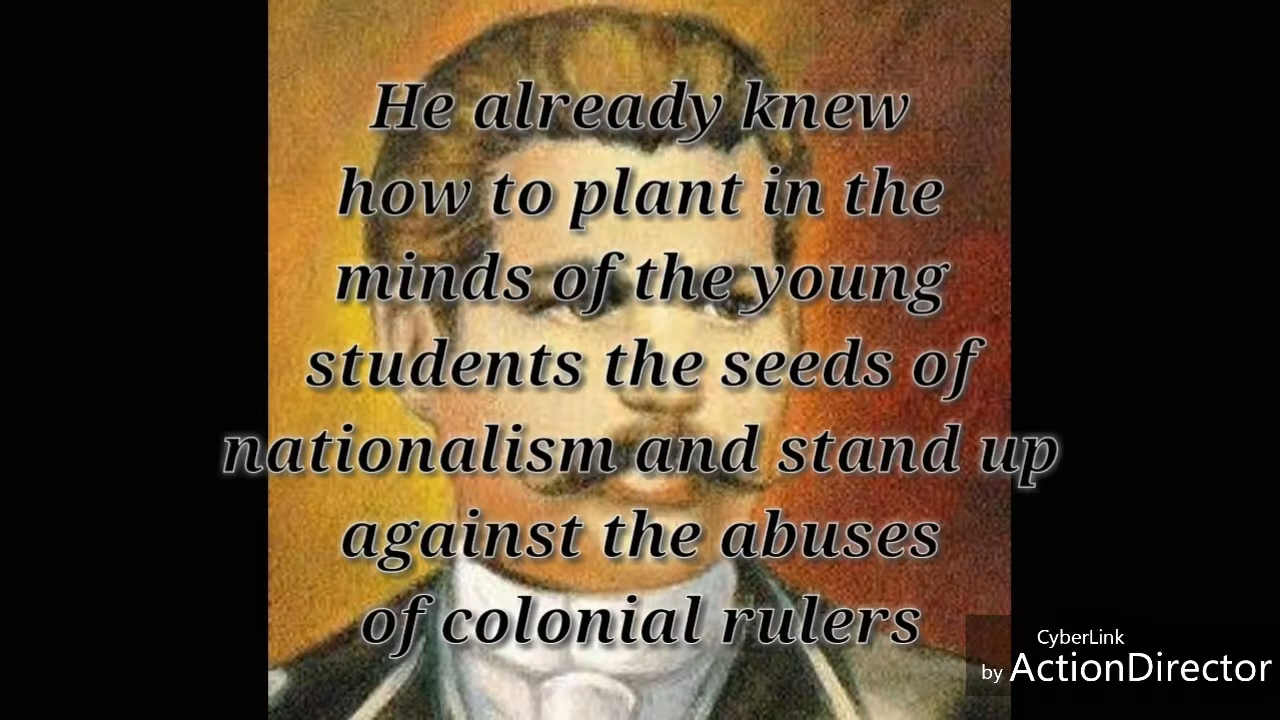 He already knew
how to plant in the
minds of the young
students the seeds of
nationalism and stand up
against the abuses
of colonial rulers
CyberLink
by ActionDirector